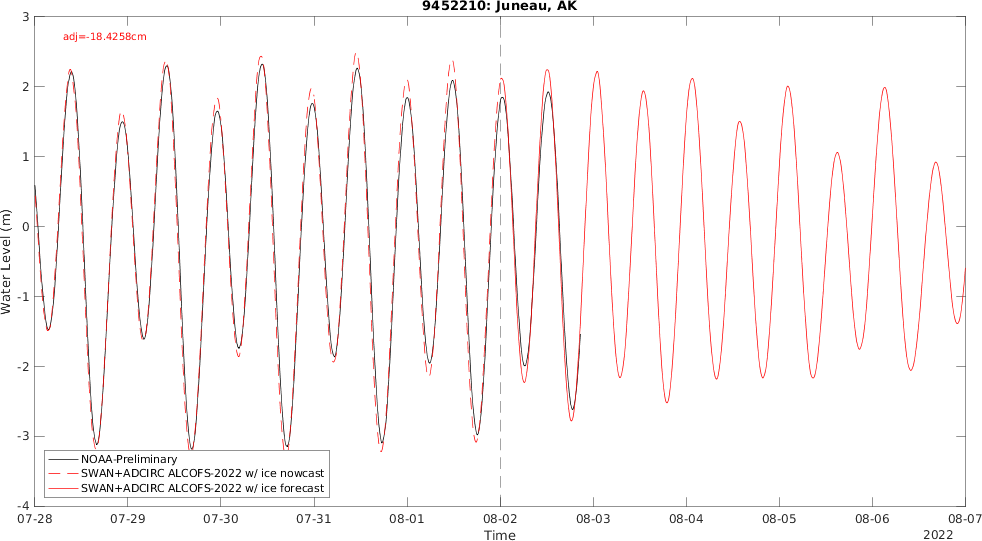 9452210: Juneau, AK
adj=-18.4258cm
3
2
1
0
-1
-2
-3
-4
Water Level (m)
NOAA-Preliminary
SWAN+ADCIRC ALCOFS-2022 w/ ice nowcast
SWAN+ADCIRC ALCOFS-2022 w/ ice forecast
07-28 07-29 07-30 07-31 08-01 08-02 08-03 08-04 08-05 08-06 08-07
Time
2022